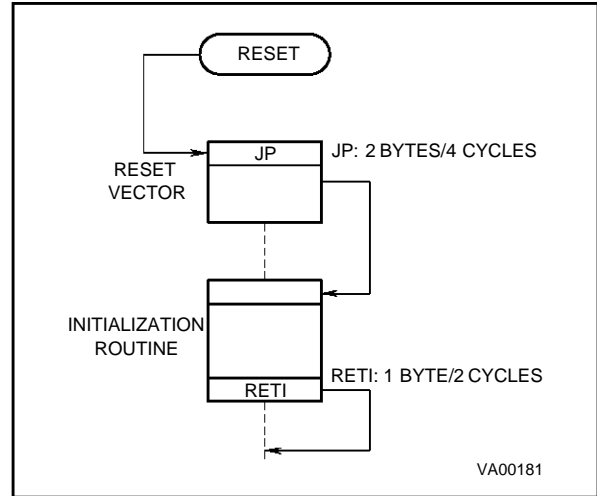 RESET
JP
JP: 2 BYTES/4 CYCLES
RESET
VECTOR
INITIALIZATION
ROUTINE
RETI
RETI: 1 BYTE/2 CYCLES
VA00181